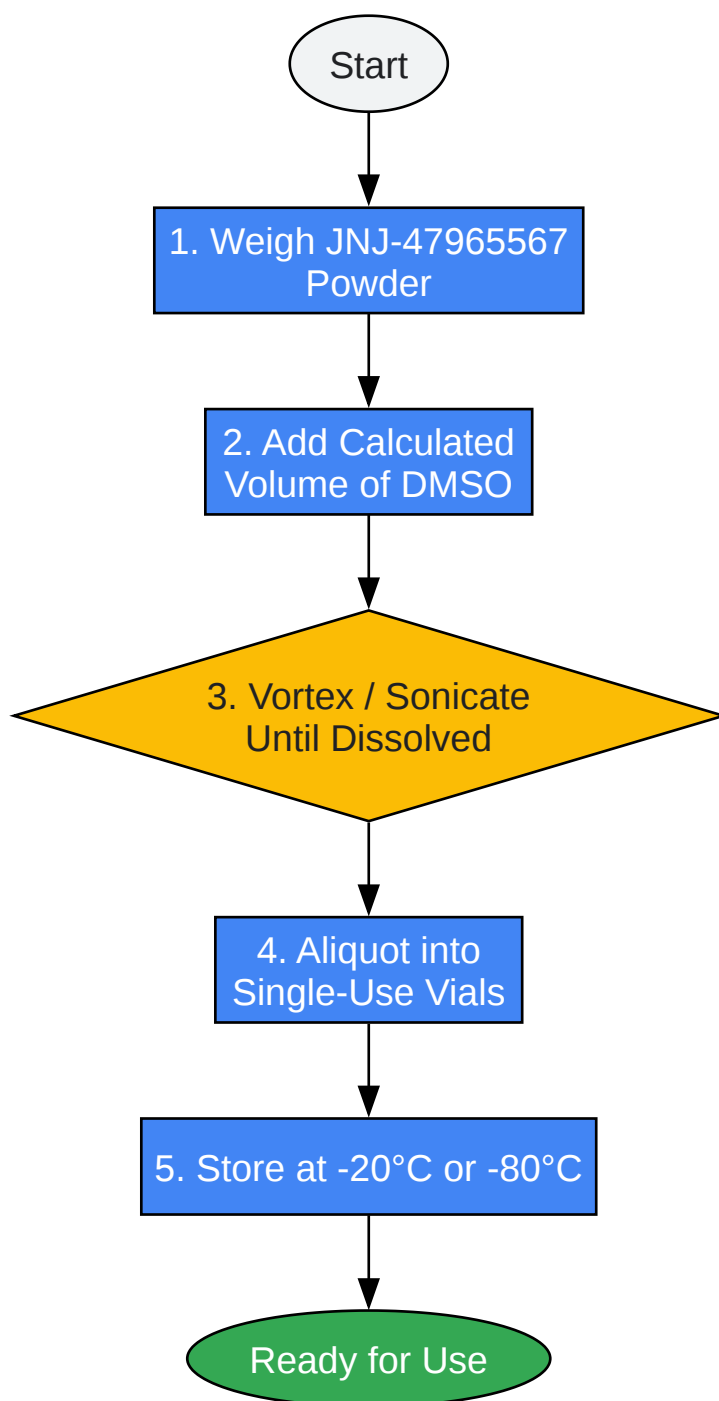 Start
1. Weigh JNJ-47965567
Powder
2. Add Calculated
Volume of DMSO
3. Vortex / Sonicate
Until Dissolved
4. Aliquot into
Single-Use Vials
5. Store at -20°C or -80°C
Ready for Use